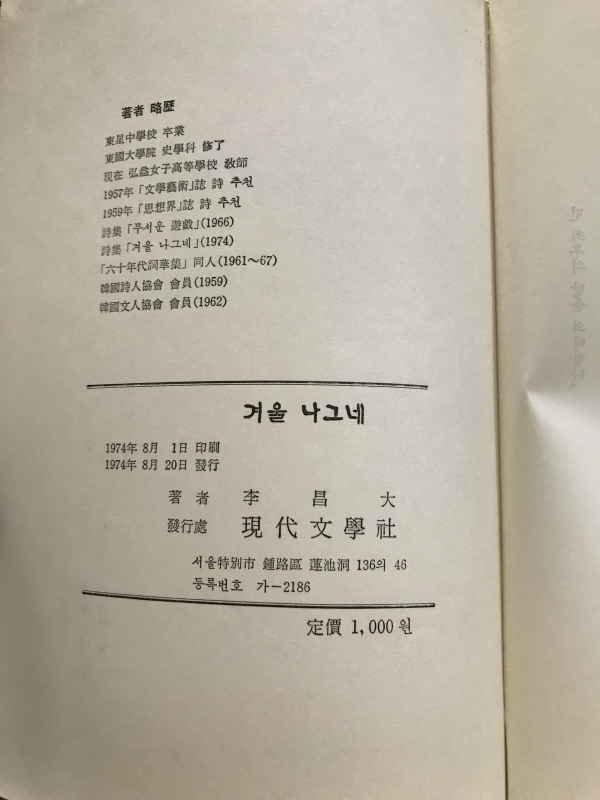 著者 略歷
東星中學校 卒業
東國大學院 史學科 修了
現在 弘益女子高等學校 敎師
1957年「文學藝術」誌 詩 추천
1959年「思想界」誌 詩 추천
詩集「무서운 遊戱」(1966)
詩集「겨울 나그네」(1974)
「六十年代詞華集」同人(1961~67)
韓國詩人協會 會員(1959)
韓國文人協會 會員(1962)
겨울 나그네
1974年 8月 1日 印刷
1974年 8月 20日 發行
著者 李昌大
發行處 現代文學社
서울特別市 鍾路區 蓮池洞 136의 46
등록번호 가-2186
定價 1,000원